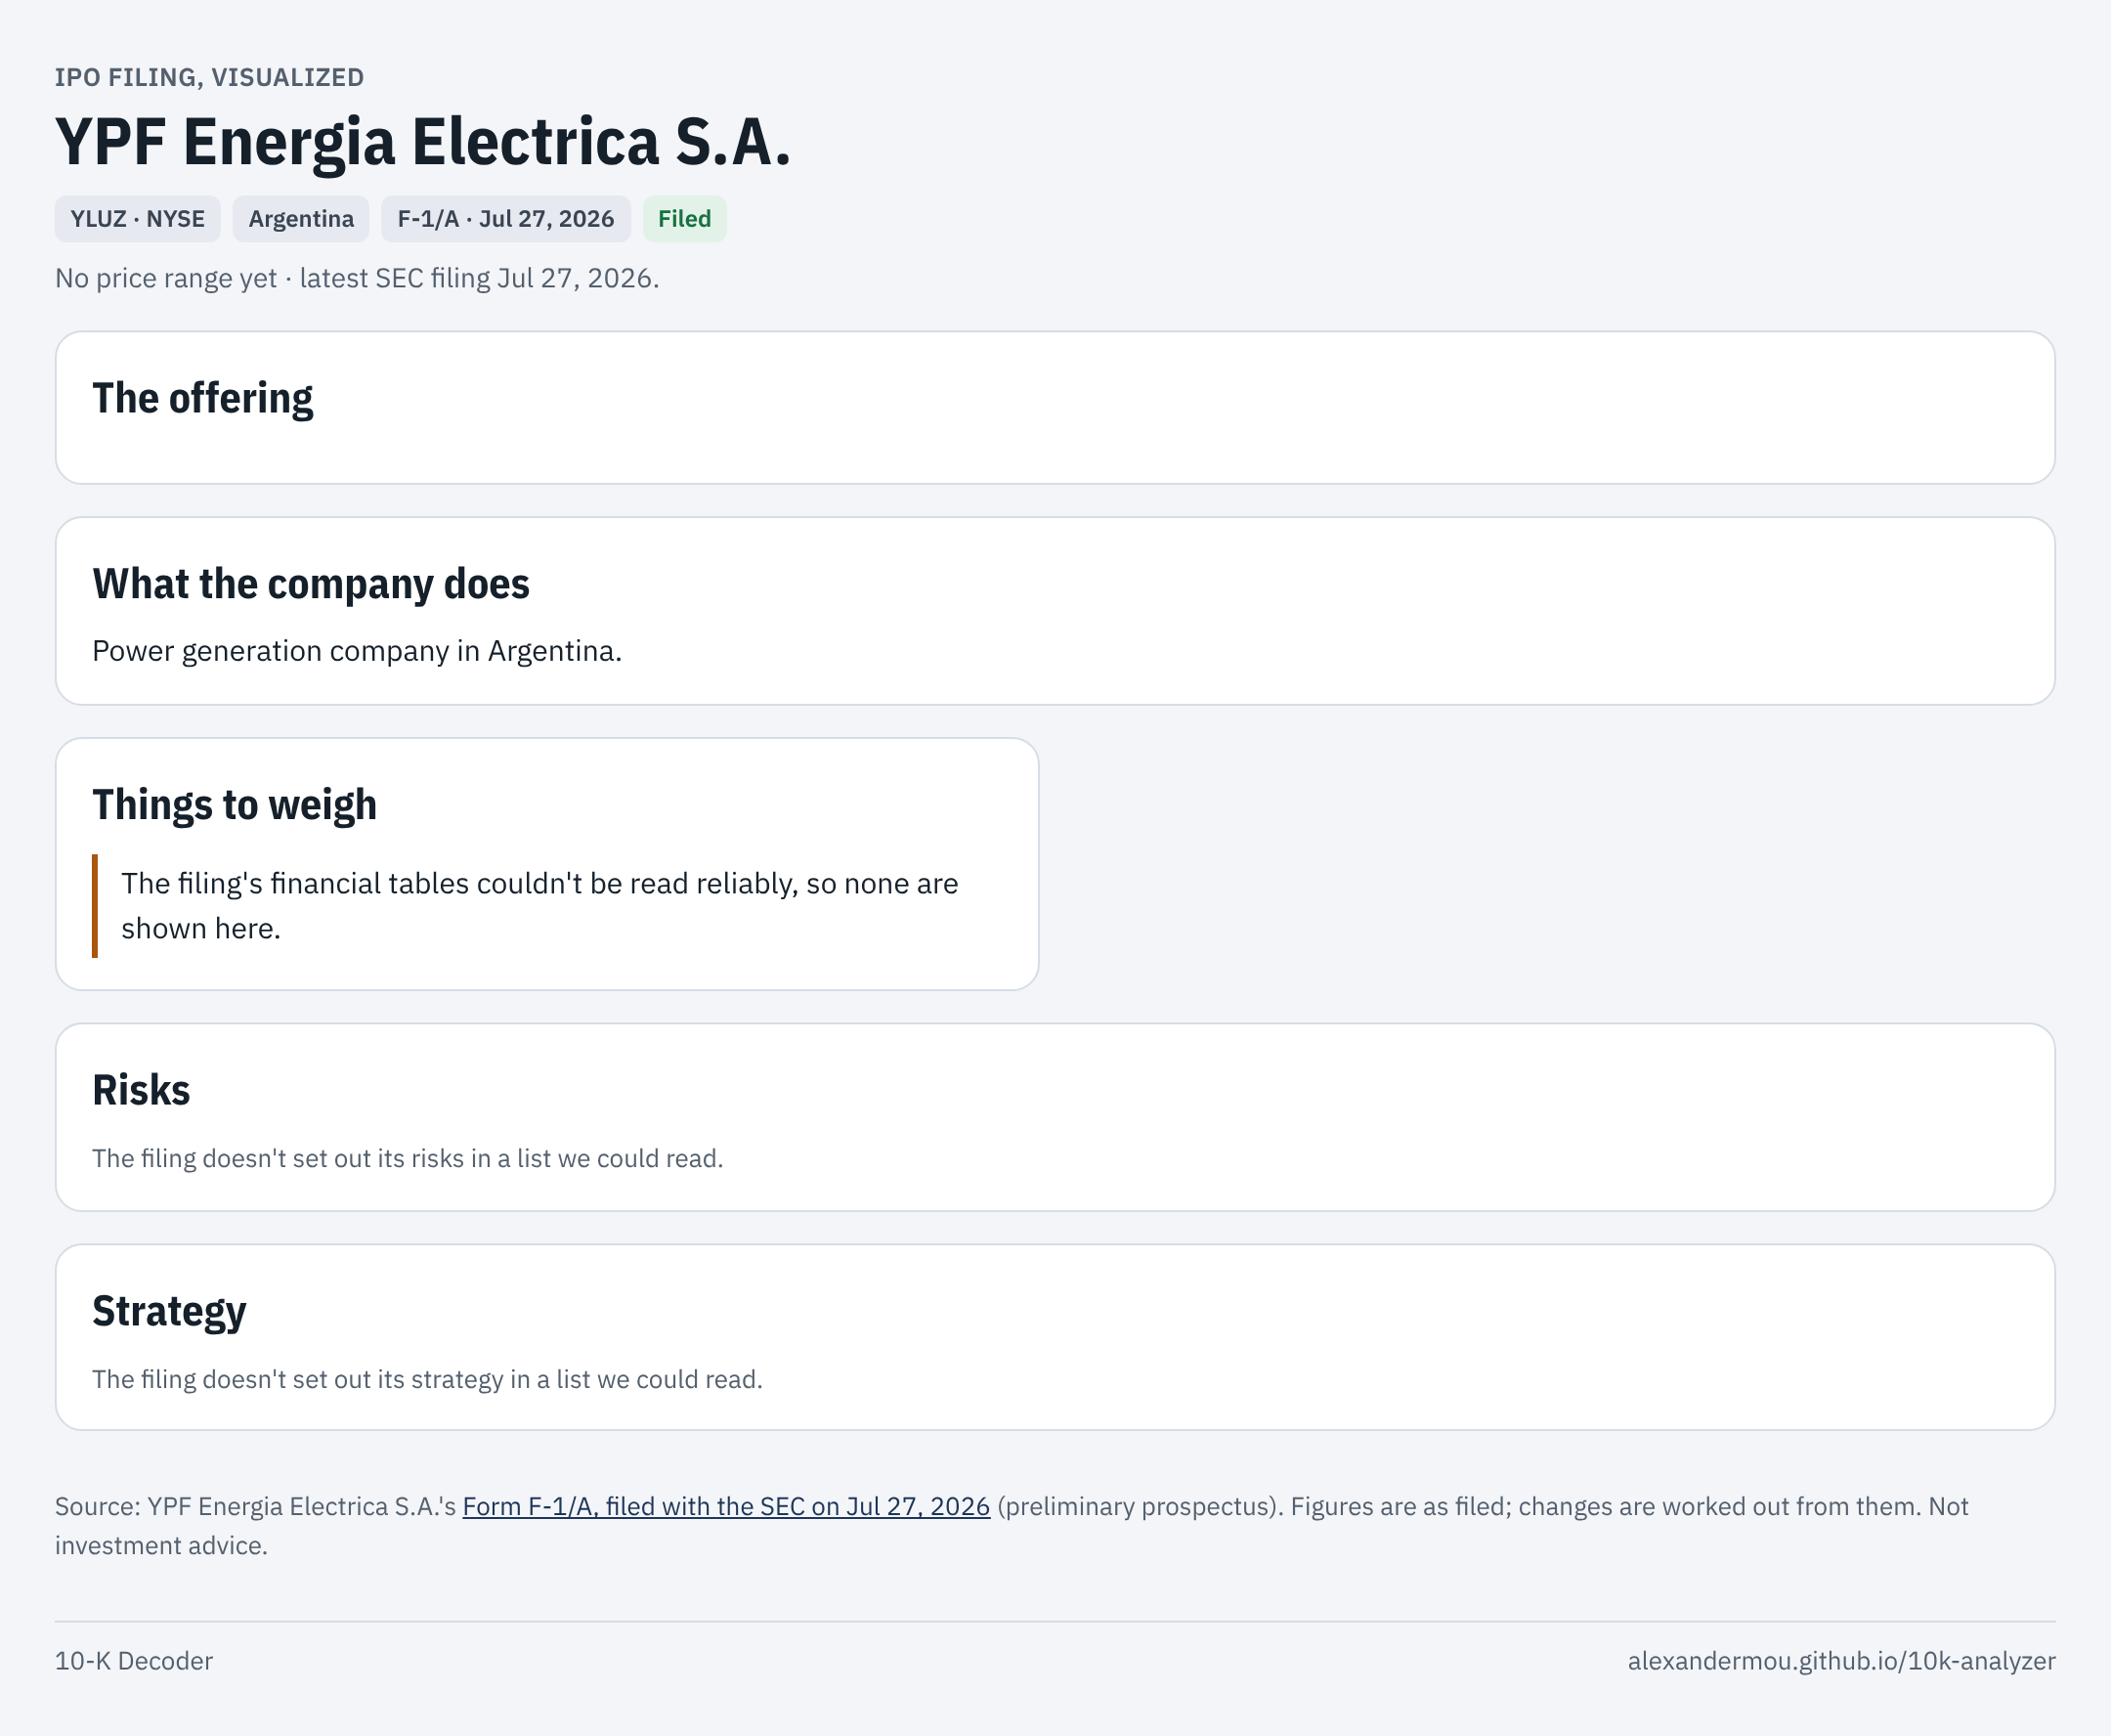 IPO FILING, VISUALIZED
YPF Energia Electrica S.A.
YLUZ · NYSE Argentina F-1/A · Jul 27, 2026 Filed
No price range yet · latest SEC filing Jul 27, 2026.
The offering
What the company does
Power generation company in Argentina.
Things to weigh
The filing's financial tables couldn't be read reliably, so none are
shown here.
Risks
The filing doesn't set out its risks in a list we could read.
Strategy
The filing doesn't set out its strategy in a list we could read.
Source: YPF Energia Electrica S.A.'s Form F-1/A, filed with the SEC on Jul 27, 2026 (preliminary prospectus). Figures are as filed; changes are worked out from them. Not
investment advice.
10-K Decoder alexandermou.github.io/10k-analyzer